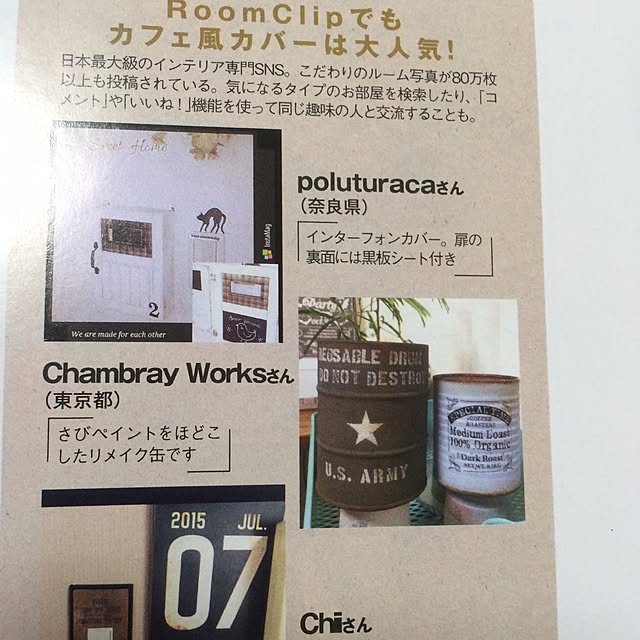 RoomClipでも
カフェ風カバーは大人気!
日本最大級のインテリア専門SNS。こだわりのルーム写真が80万枚
以上も投稿されている。気になるタイプのお部屋を検索したり、「コ
メント」や「いいね!」機能を使って同じ趣味の人と交流することも。
Sweet Home
InstaMag
2
We are made for each other
poluturacaさん
(奈良県)
インターフォンカバー。扉の
裏面には黒板シート付き
Chambray Worksさん
(東京都)
さびペイントをほどこ
したリメイク缶です
REUSABLE DRUM
DO NOT DESTROY
U.S. ARMY
SPECIAL TIME
COFFEE
ROASTERS
Medium Loast
100% Organic
Dark Roast
2015 JUL.
07
Chiさん